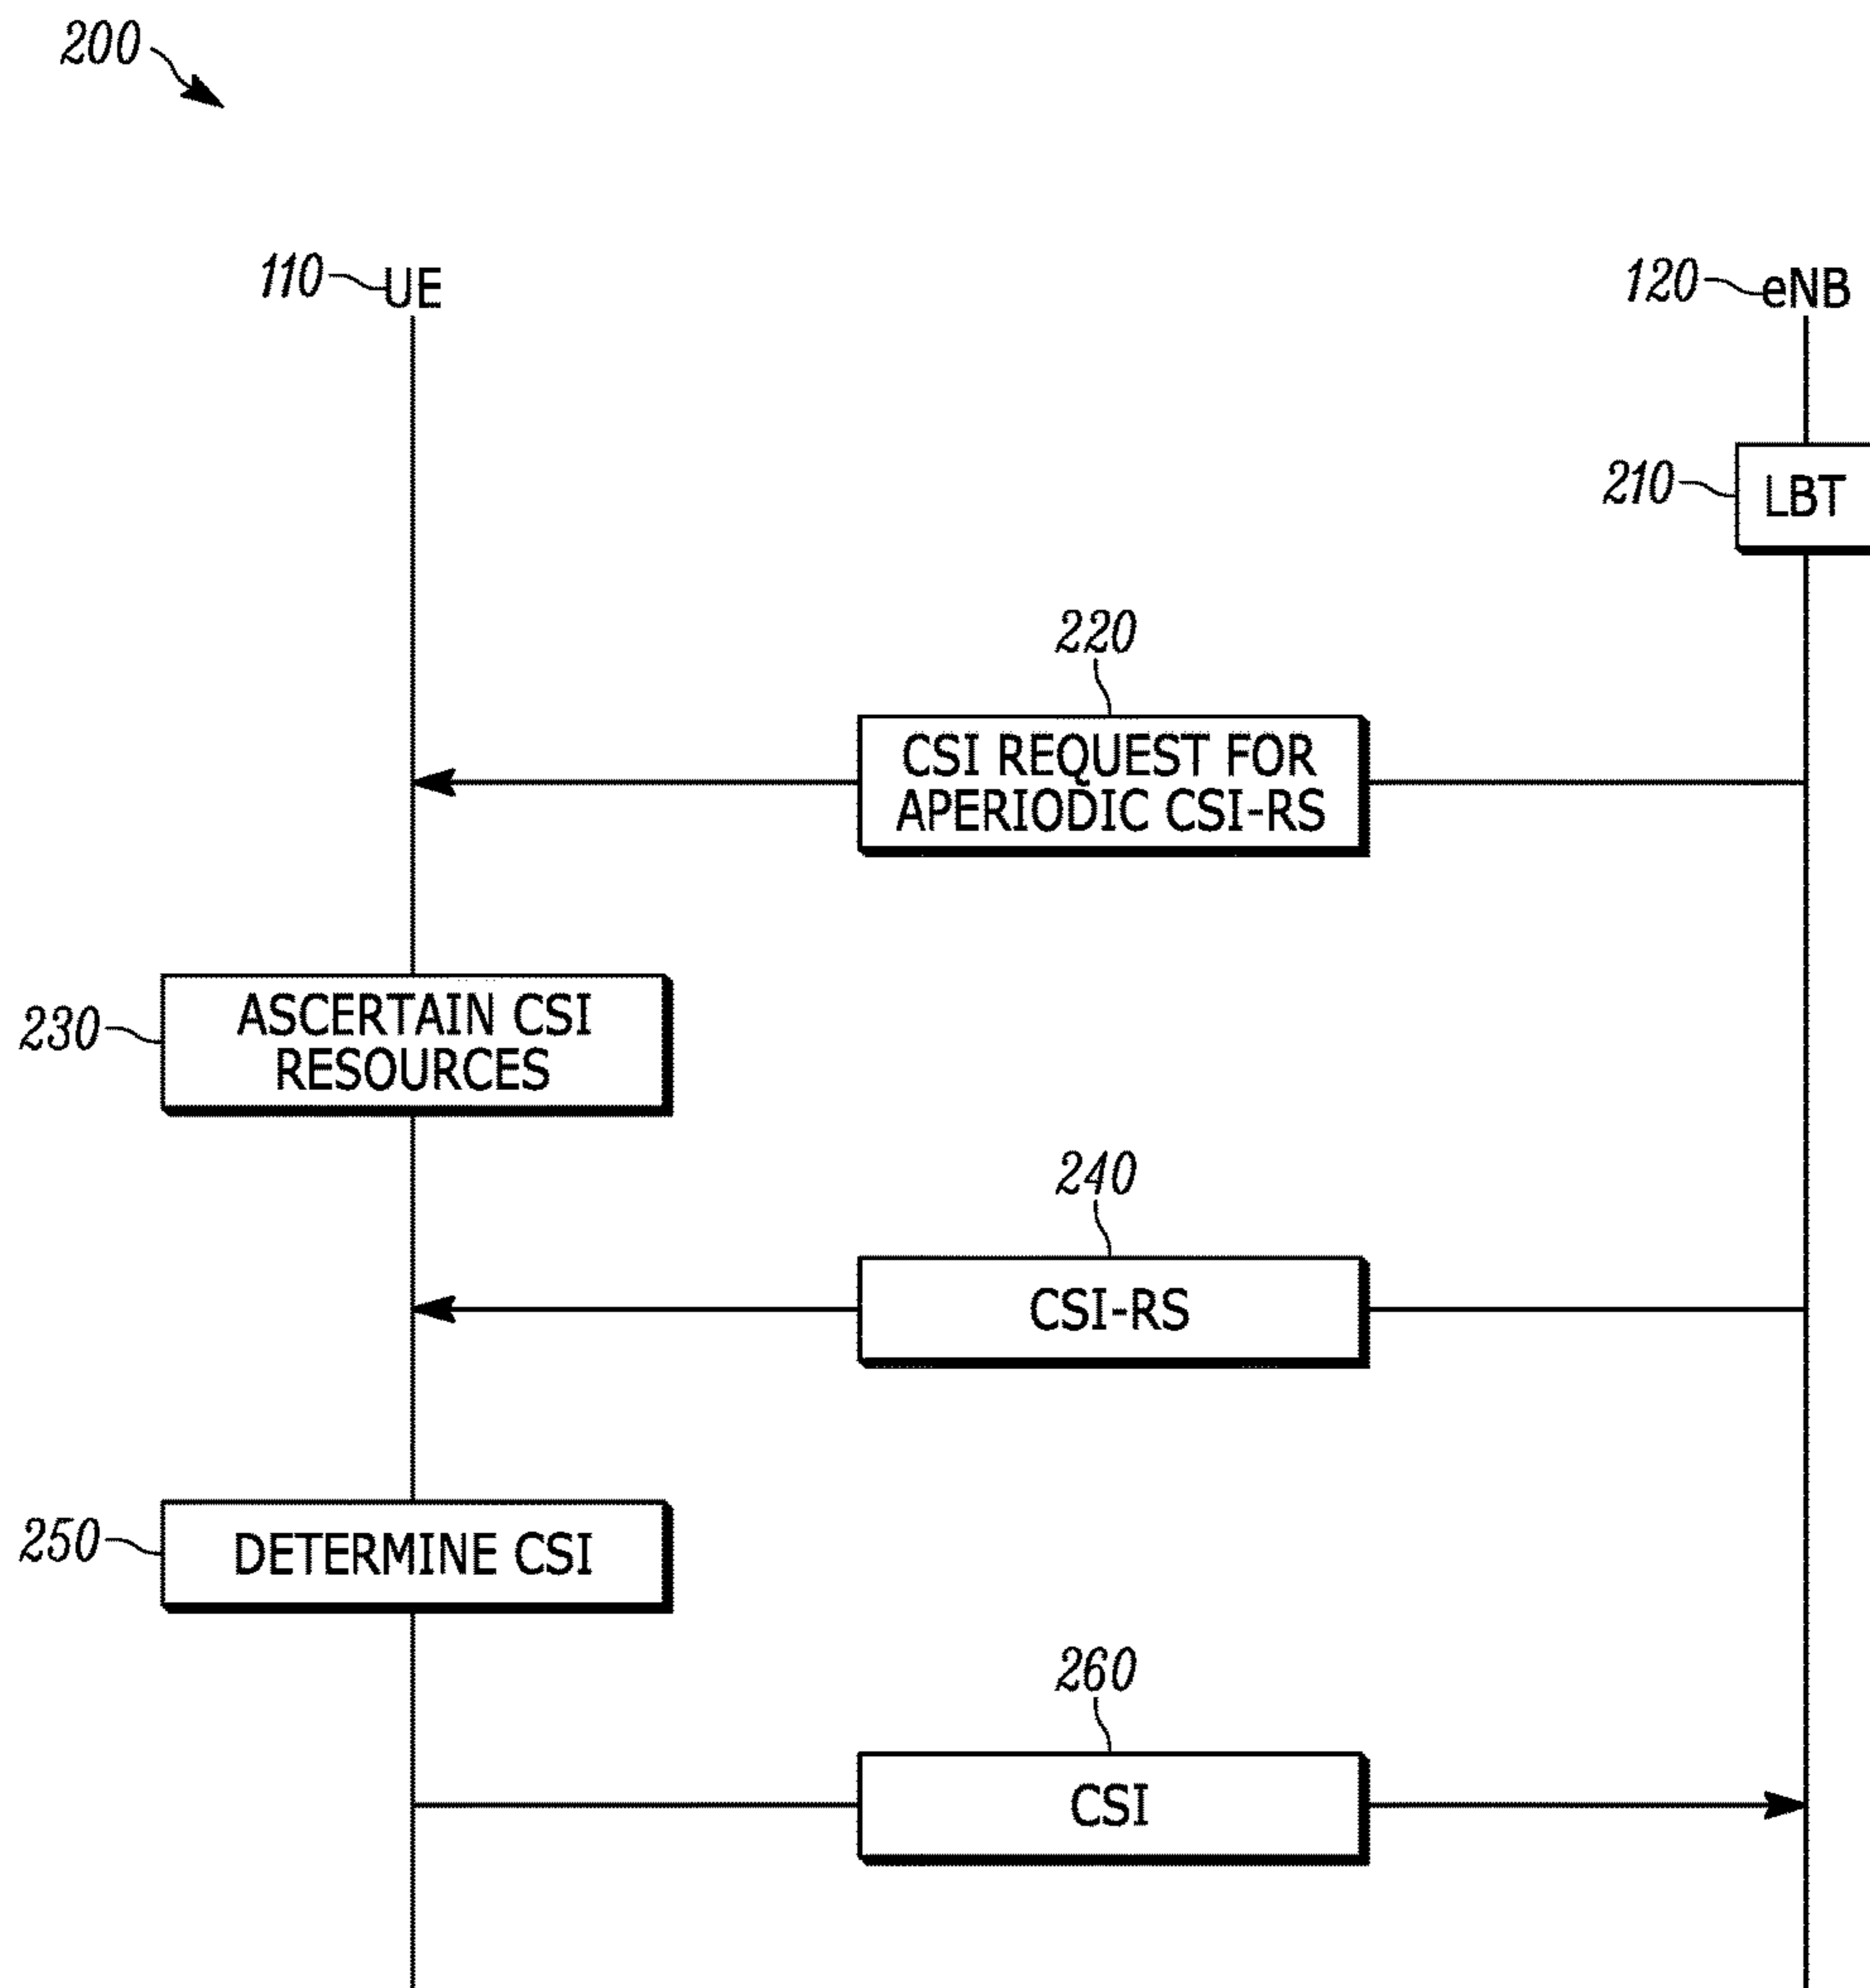 200
110 UE
120 eNB
210 LBT
220
CSI REQUEST FOR
APERIODIC CSI-RS
230
ASCERTAIN CSI
RESOURCES
240
CSI-RS
250
DETERMINE CSI
260
CSI